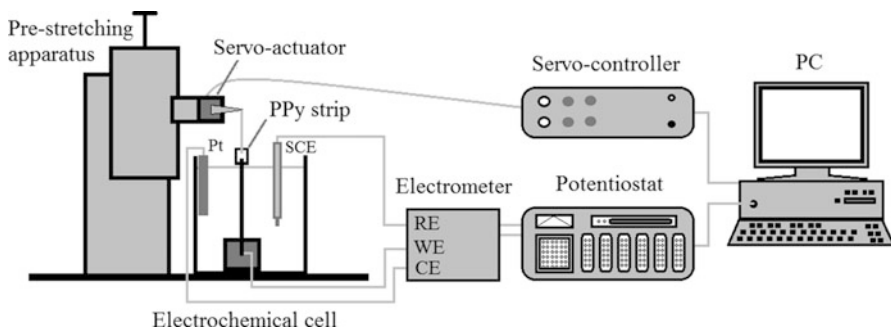 Pre-stretching
apparatus
Servo-actuator
Servo-controller
PC
PPy strip
Pt
SCE
Electrometer
Potentiostat
RE
WE
CE
Electrochemical cell